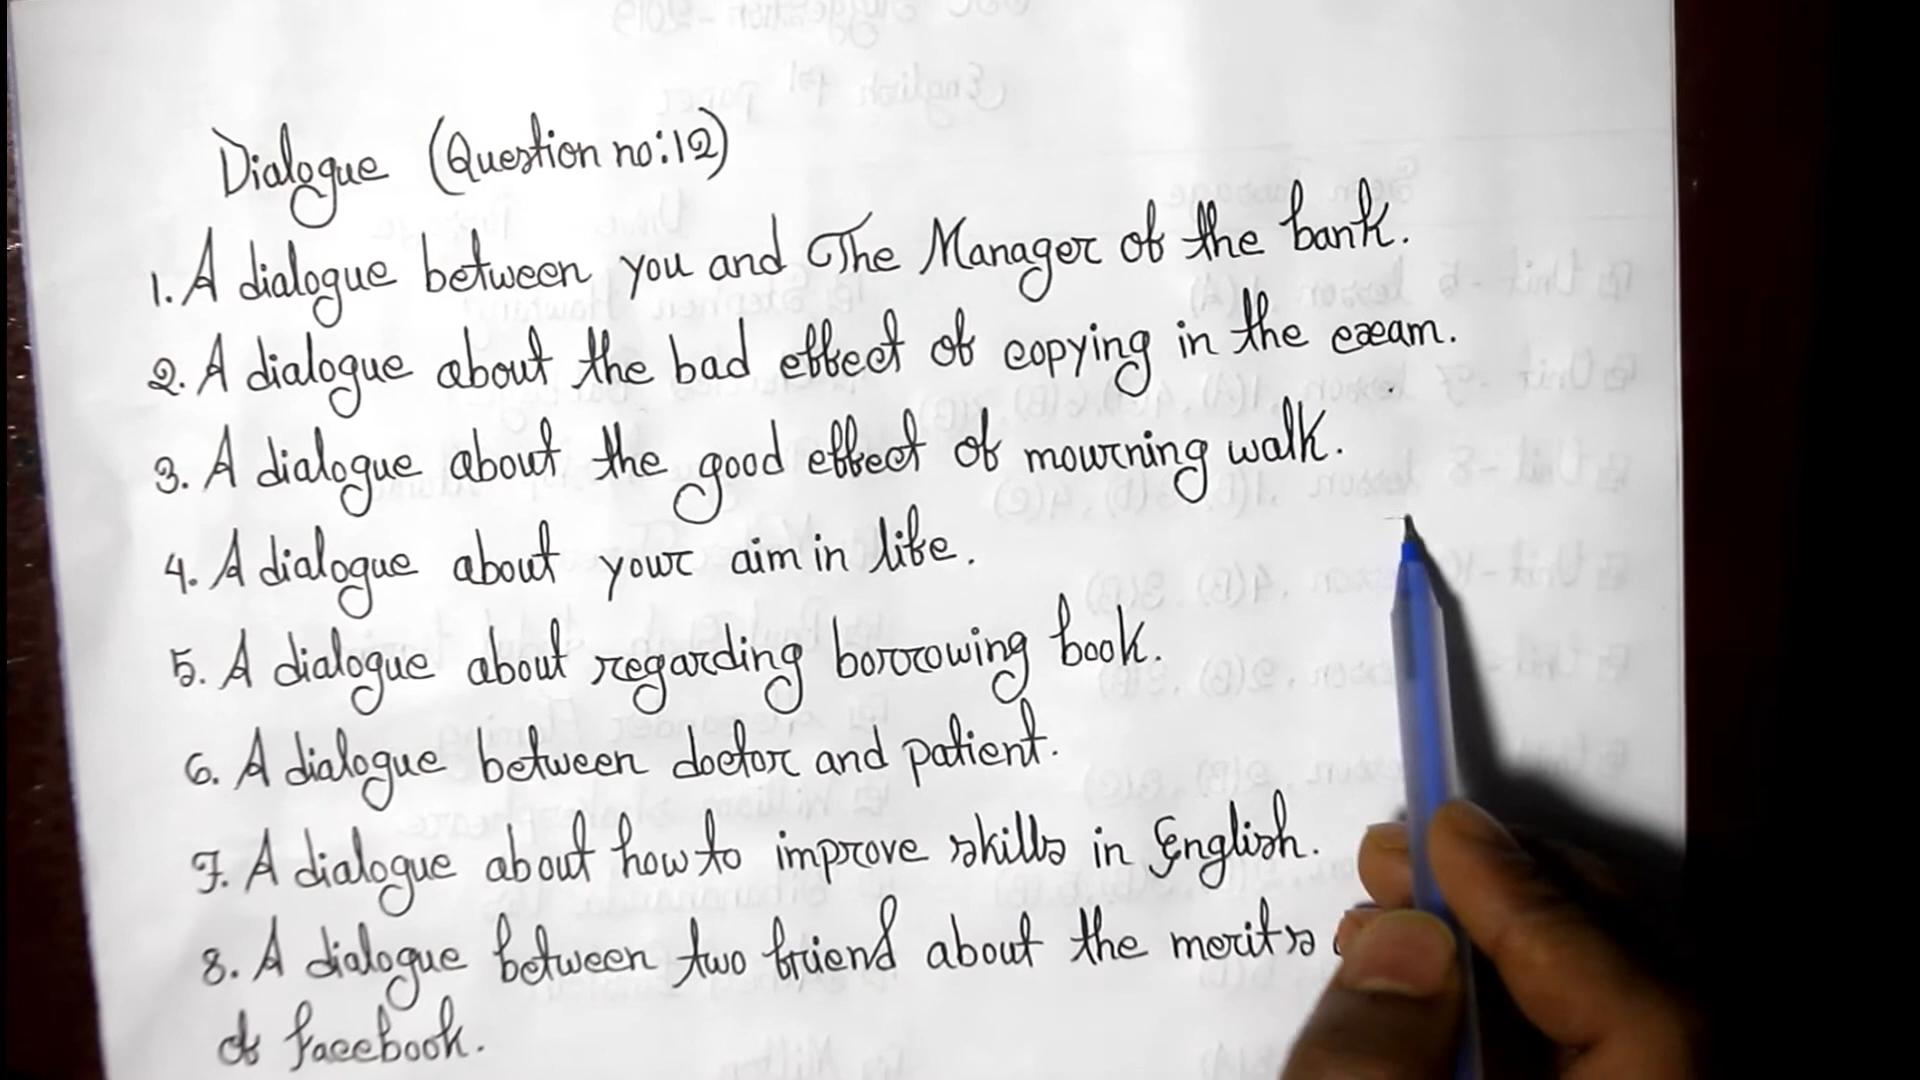 Dialogue (Question no:12)
1. A dialogue between you and The Manager of the bank.
2. A dialogue about the bad effect of copying in the exam.
3. A dialogue about the good effect of mourning walk.
4. A dialogue about your aim in life.
5. A dialogue about regarding borrowing book.
6. A dialogue between doctor and patient.
7. A dialogue about how to improve skills in English.
8. A dialogue between two friend about the merits
of facebook.